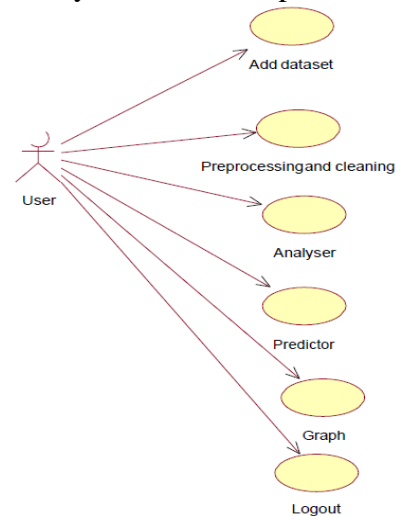 Add dataset
Preprocessingand cleaning
User
Analyser
Predictor
Graph
Logout